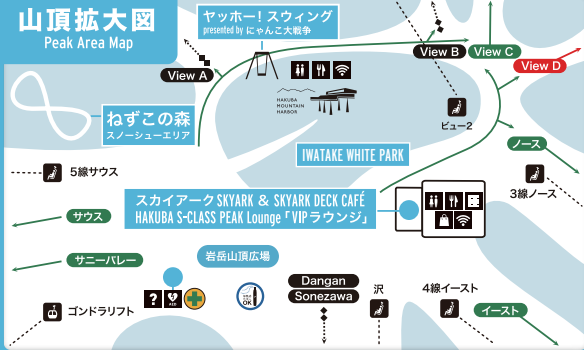 山頂拡大図
Peak Area Map
ヤッホー！スウィング
presented by にゃんこ大戦争
View A
View B
View C
View D
HAKUBA
MOUNTAIN
HARBOR
ねずこの森
スノーシューエリア
ビュー2
IWATAKE WHITE PARK
ノース
5線サウス
3線ノース
スカイアークSKYARK & SKYARK DECK CAFÉ
HAKUBA S-CLASS PEAK Lounge「VIPラウンジ」
サウス
サニーバレー
岩岳山頂広場
?
AED
OK
ゴンドラリフト
Dangan
Sonezawa
沢
4線イースト
イースト